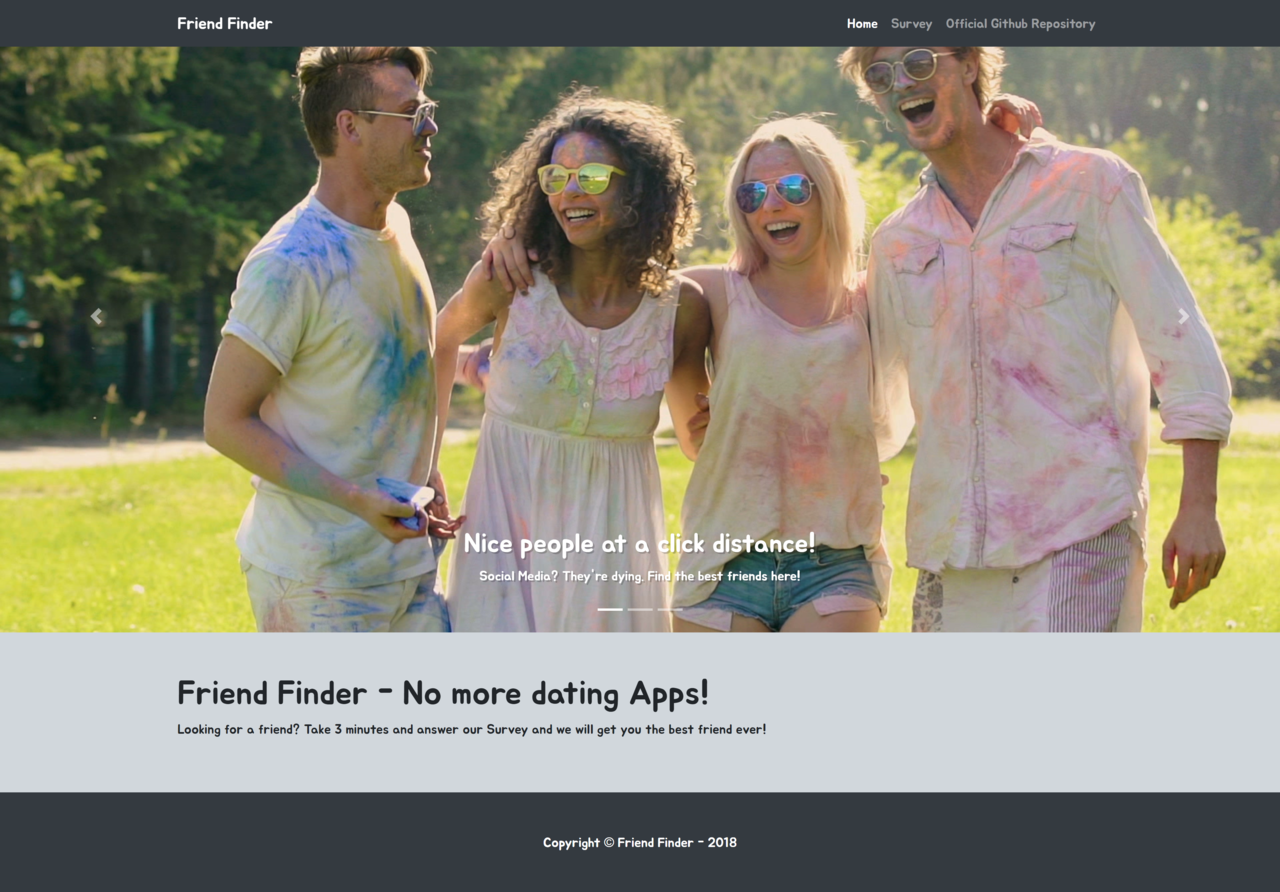 Friend Finder
Home Survey Official Github Repository
Nice people at a click distance!
Social Media? They're dying. Find the best friends here!
Friend Finder - No more dating Apps!
Looking for a friend? Take 3 minutes and answer our Survey and we will get you the best friend ever!
Copyright © Friend Finder - 2018